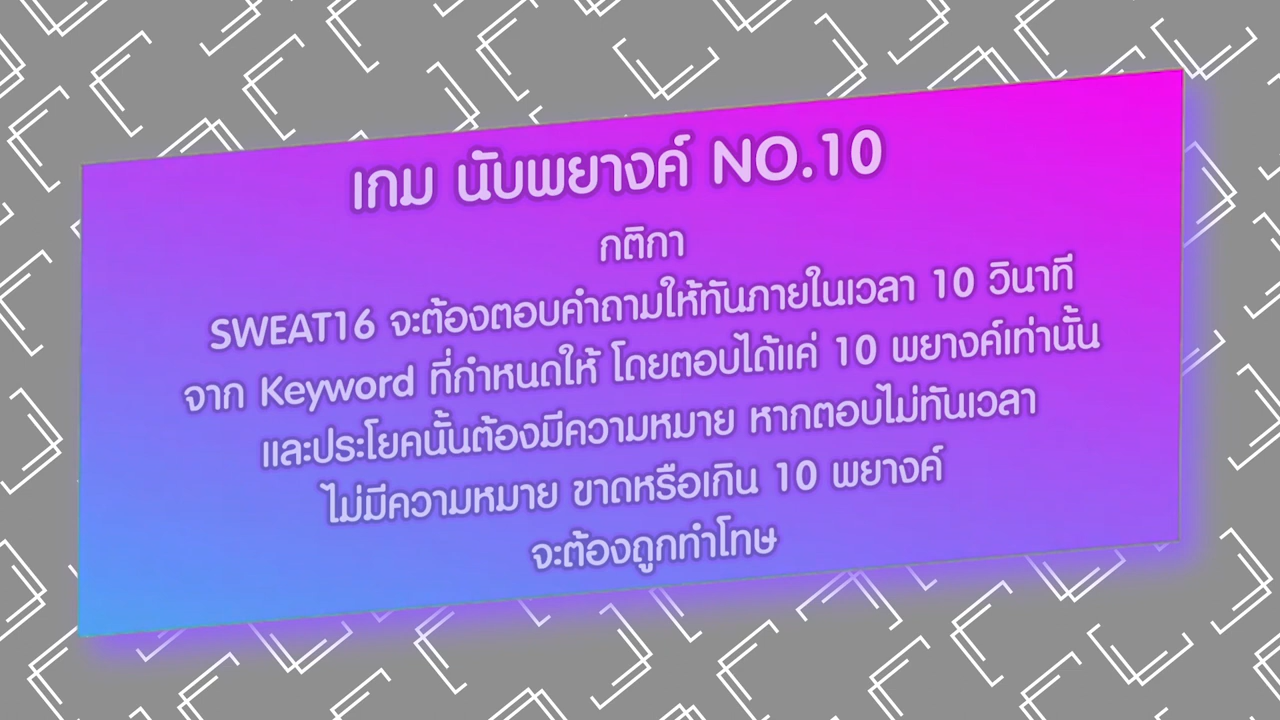 เกม นับพยางค์ NO.10
กติกา
SWEAT16 จะต้องตอบคำถามให้ทันภายในเวลา 10 วินาที
จาก Keyword ที่กำหนดให้ โดยตอบได้แค่ 10 พยางค์เท่านั้น
และประโยคนั้นต้องมีความหมาย หากตอบไม่ทันเวลา
ไม่มีความหมาย ขาดหรือเกิน 10 พยางค์
จะต้องถูกทำโทษ